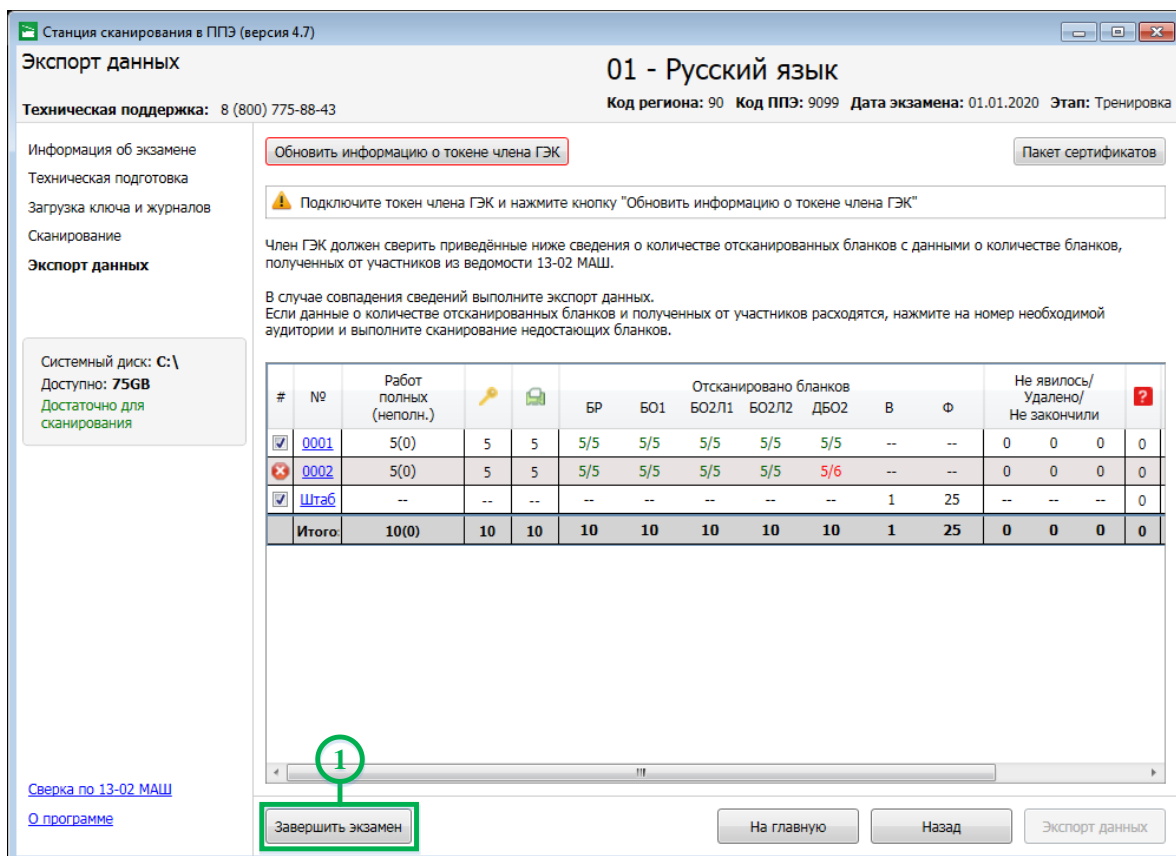 Станция сканирования в ППЭ (версия 4.7)
Экспорт данных
01 - Русский язык
Техническая поддержка: 8 (800) 775-88-43
Код региона: 90 Код ППЭ: 9099 Дата экзамена: 01.01.2020 Этап: Тренировка
Информация об экзамене
Техническая подготовка
Загрузка ключа и журналов
Сканирование
Экспорт данных
Системный диск: C:\
Доступно: 75GB
Достаточно для
сканирования
Сверка по 13-02 МАШ
О программе
Обновить информацию о токене члена ГЭК
Пакет сертификатов
Подключите токен члена ГЭК и нажмите кнопку "Обновить информацию о токене члена ГЭК"
Член ГЭК должен сверить приведённые ниже сведения о количестве отсканированных бланков с данными о количестве бланков,
полученных от участников из ведомости 13-02 МАШ.
В случае совпадения сведений выполните экспорт данных.
Если данные о количестве отсканированных бланков и полученных от участников расходятся, нажмите на номер необходимой
аудитории и выполните сканирование недостающих бланков.
# № Работ полных (неполн.) Отсканировано бланков Не явилось/ Удалено/ Не закончили ?
БР БО1 БО2Л1 БО2Л2 ДБО2 В Ф
0001 5(0) 5 5 5/5 5/5 5/5 5/5 5/5 -- -- 0 0 0 0
0002 5(0) 5 5 5/5 5/5 5/5 5/5 5/6 -- -- 0 0 0 0
Штаб -- -- -- -- -- -- -- -- 1 25 -- -- -- 0
Итого: 10(0) 10 10 10 10 10 10 10 1 25 0 0 0 0
1
Завершить экзамен
На главную
Назад
Экспорт данных